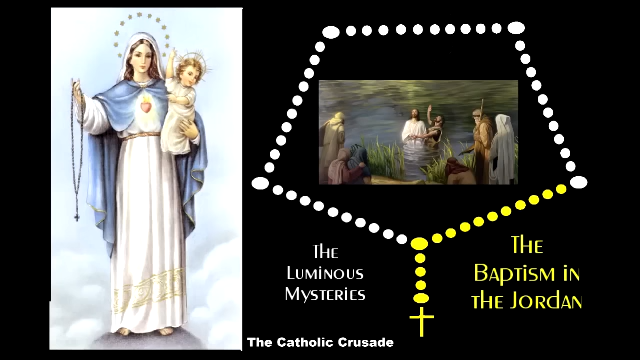 The
Luminous
Mysteries
The
Baptism in
the Jordan
The Catholic Crusade